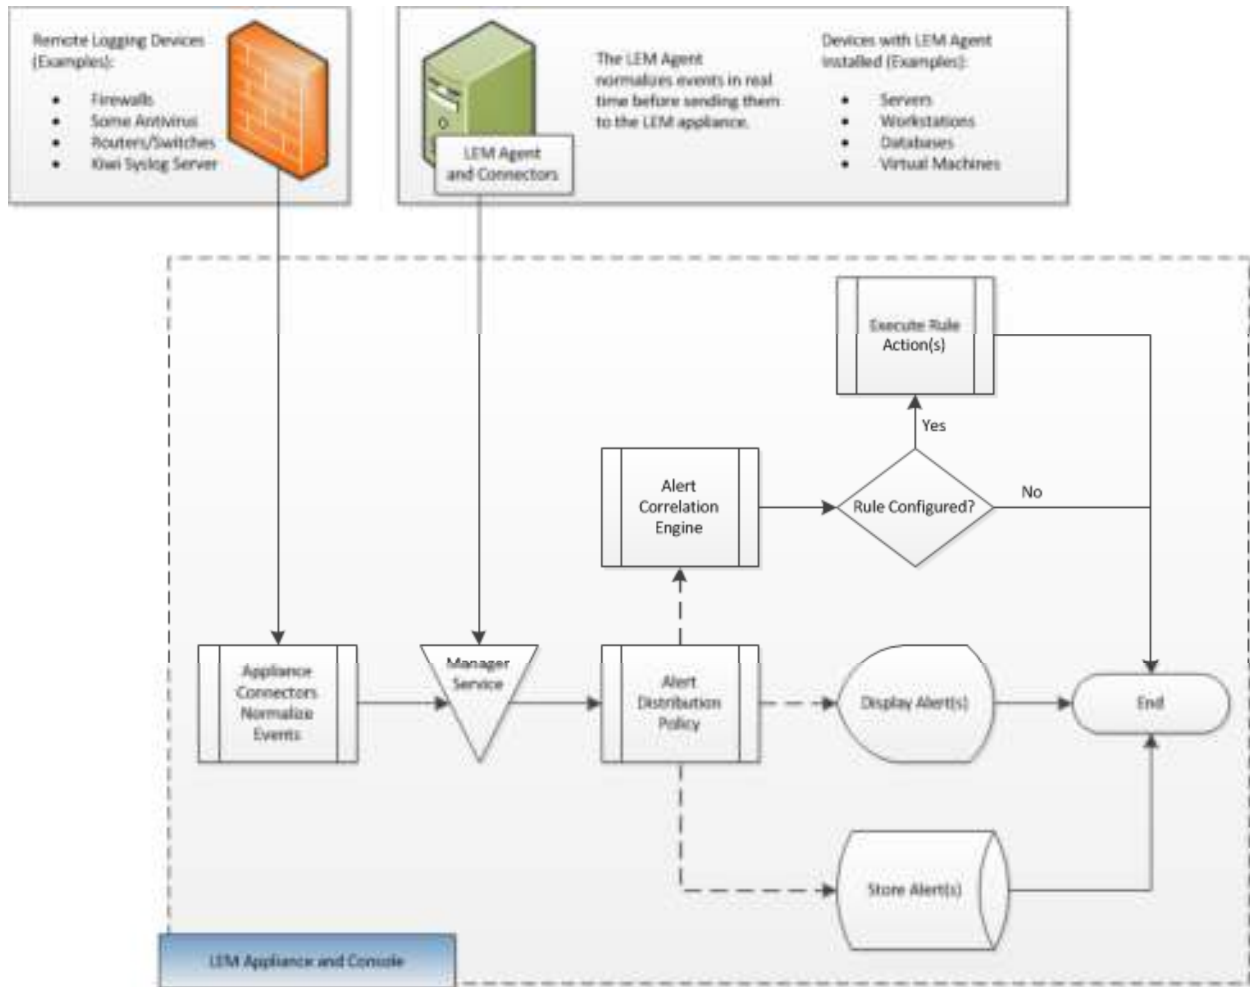 Remote Logging Devices
(Examples):
• Firewalls
• Some Antivirus
• Routers/Switches
• Kiwi Syslog Server
LEM Agent
and Connectors
The LEM Agent
normalizes events in real
time before sending them
to the LEM appliance.
Devices with LEM Agent
Installed (Examples):
• Servers
• Workstations
• Databases
• Virtual Machines
Execute Rule
Action(s)
Yes
Alert
Correlation
Engine
Rule Configured?
No
Appliance
Connectors
Normalize
Events
Manager
Service
Alert
Distribution
Policy
Display Alert(s)
End
Store Alert(s)
LEM Appliance and Console